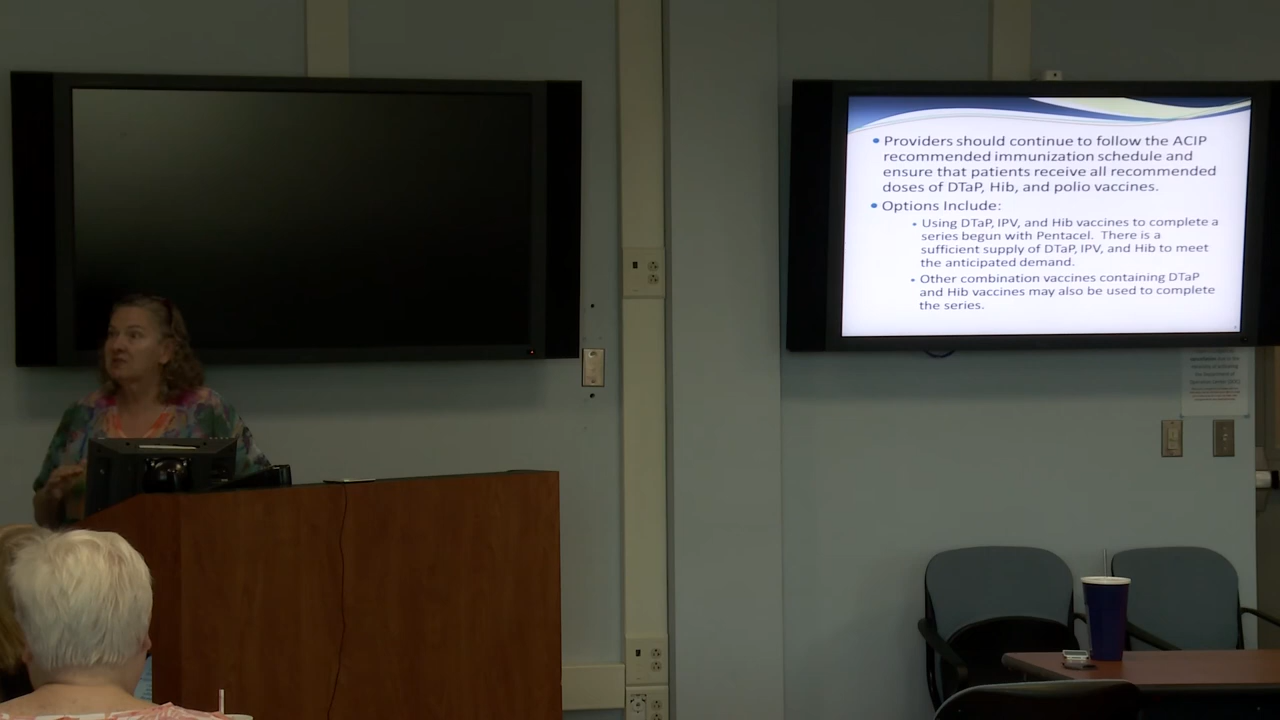 Providers should continue to follow the ACIP
recommended immunization schedule and
ensure that patients receive all recommended
doses of DTaP, Hib, and polio vaccines.
Options Include:
Using DTaP, IPV, and Hib vaccines to complete a
series begun with Pentacel. There is a
sufficient supply of DTaP, IPV, and Hib to meet
the anticipated demand.
Other combination vaccines containing DTaP
and Hib vaccines may also be used to complete
the series.